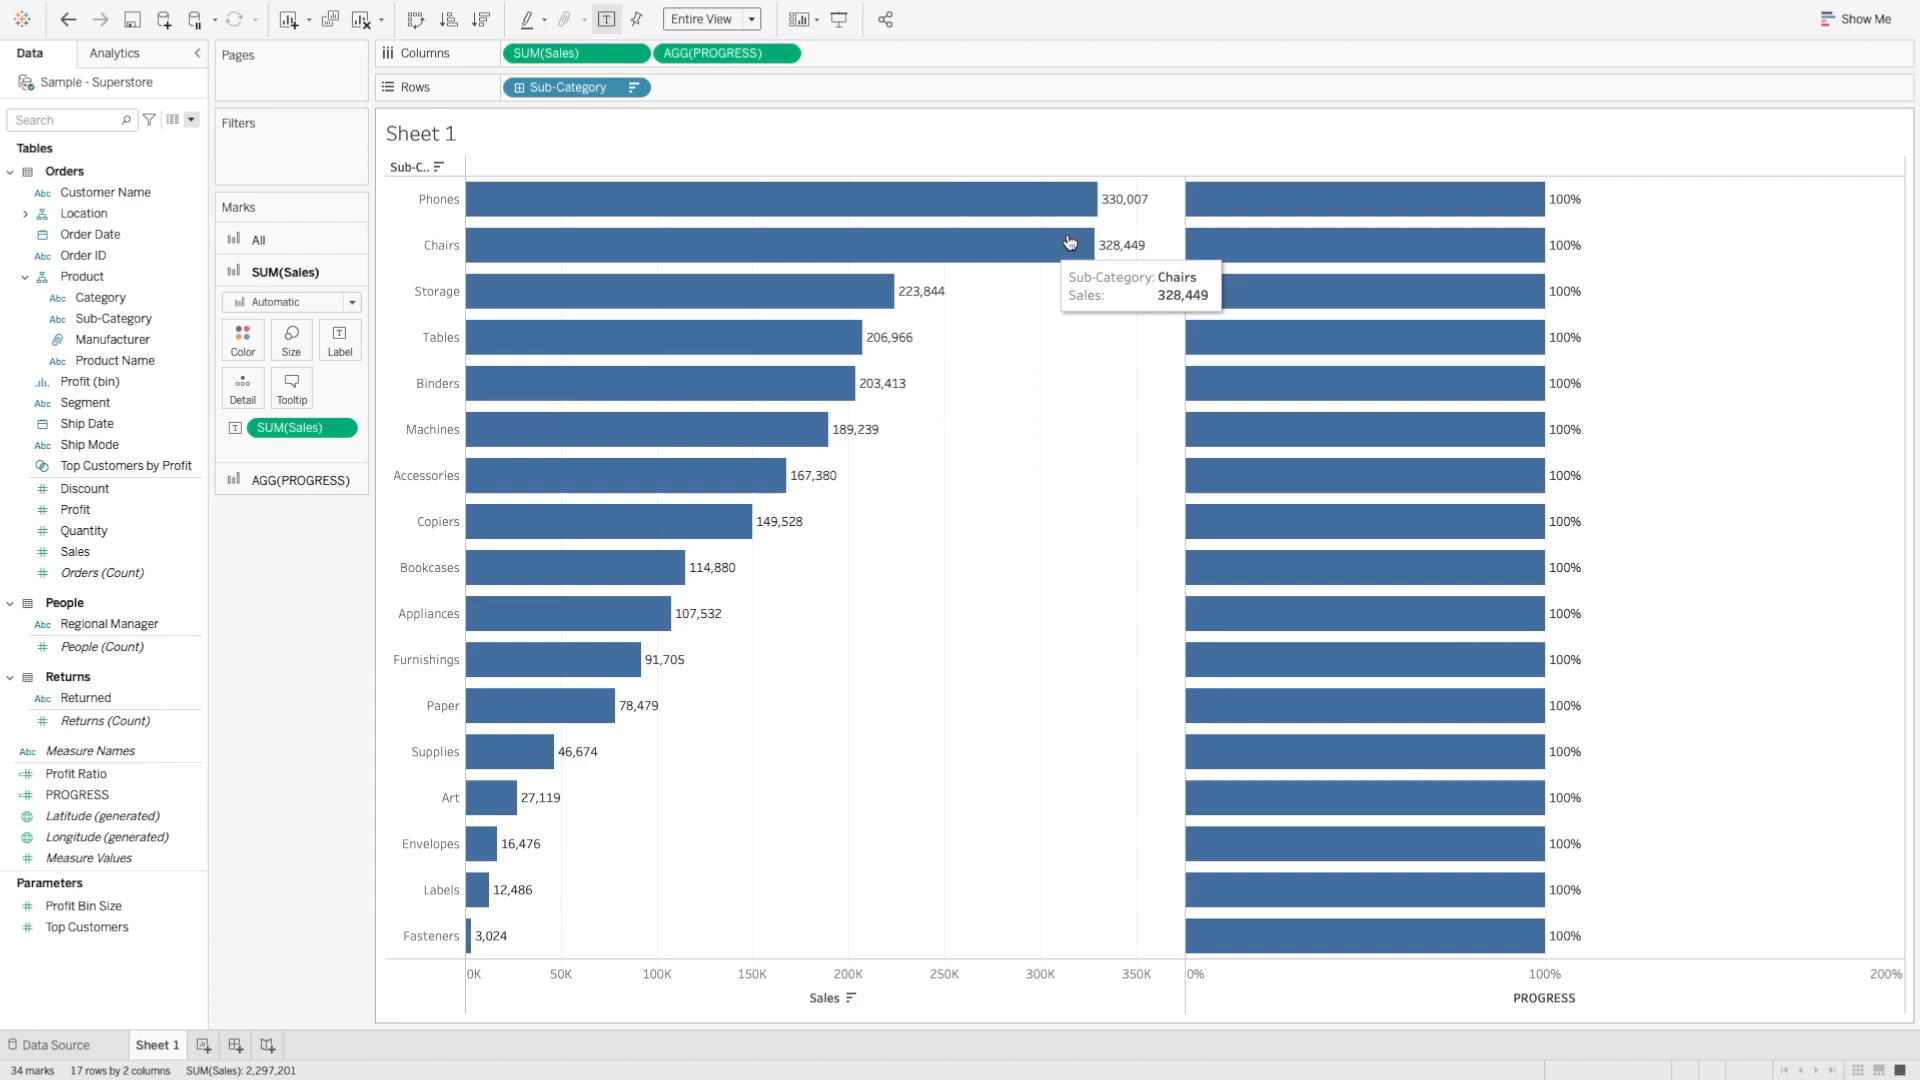 Entire View
Show Me
Data
Analytics
Sample - Superstore
Search
Tables
Orders
Abc Customer Name
Location
Order Date
Abc Order ID
Product
Abc Category
Abc Sub-Category
Manufacturer
Abc Product Name
Profit (bin)
Abc Segment
Ship Date
Abc Ship Mode
Top Customers by Profit
# Discount
# Profit
# Quantity
# Sales
# Orders (Count)
People
Abc Regional Manager
# People (Count)
Returns
Abc Returned
# Returns (Count)
Abc Measure Names
=# Profit Ratio
=# PROGRESS
Latitude (generated)
Longitude (generated)
# Measure Values
Parameters
# Profit Bin Size
# Top Customers
Pages
Filters
Marks
All
SUM(Sales)
Automatic
Color Size Label
Detail Tooltip
SUM(Sales)
AGG(PROGRESS)
Columns SUM(Sales) AGG(PROGRESS)
Rows Sub-Category
Sheet 1
Sub-C..
Phones 330,007 100%
Chairs 328,449 100%
Sub-Category: Chairs
Sales: 328,449
Storage 223,844 100%
Tables 206,966 100%
Binders 203,413 100%
Machines 189,239 100%
Accessories 167,380 100%
Copiers 149,528 100%
Bookcases 114,880 100%
Appliances 107,532 100%
Furnishings 91,705 100%
Paper 78,479 100%
Supplies 46,674 100%
Art 27,119 100%
Envelopes 16,476 100%
Labels 12,486 100%
Fasteners 3,024 100%
0K 50K 100K 150K 200K 250K 300K 350K 0% 100% 200%
Sales PROGRESS
Data Source Sheet 1
34 marks 17 rows by 2 columns SUM(Sales): 2,297,201